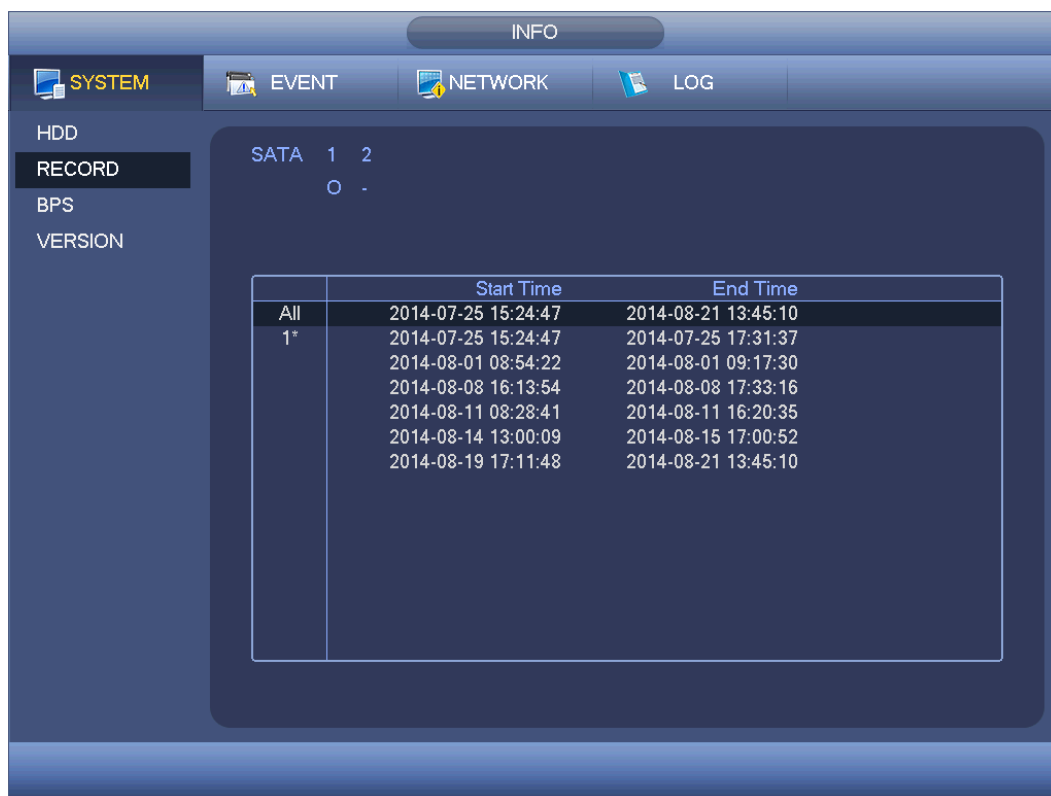 INFO
SYSTEM EVENT NETWORK LOG
HDD
RECORD
BPS
VERSION
SATA 1 2
O -
Start Time End Time
All 2014-07-25 15:24:47 2014-08-21 13:45:10
1* 2014-07-25 15:24:47 2014-07-25 17:31:37
2014-08-01 08:54:22 2014-08-01 09:17:30
2014-08-08 16:13:54 2014-08-08 17:33:16
2014-08-11 08:28:41 2014-08-11 16:20:35
2014-08-14 13:00:09 2014-08-15 17:00:52
2014-08-19 17:11:48 2014-08-21 13:45:10